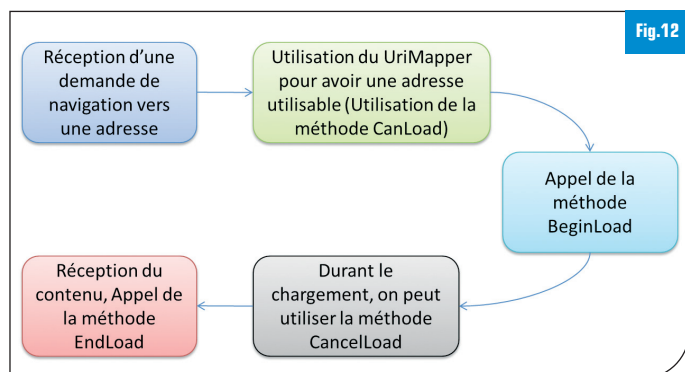 Fig.12
Réception d’une
demande de
navigation vers
une adresse
Utilisation du UriMapper
pour avoir une adresse
utilisable (Utilisation de la
méthode CanLoad)
Appel de la
méthode
BeginLoad
Durant le
chargement, on peut
utiliser la méthode
CancelLoad
Réception du
contenu, Appel de
la méthode
EndLoad